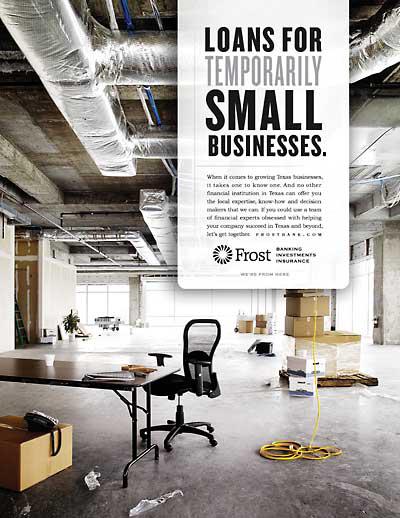 LOANS FOR
TEMPORARILY
SMALL
BUSINESSES.
When it comes to growing Texas businesses,
it takes one to know one. And no other
financial institution in Texas can offer you
the local expertise, know-how and decision
makers that we can. If you could use a team
of financial experts obsessed with helping
your company succeed in Texas and beyond,
let's get together. FROSTBANK.COM
Frost
BANKING
INVESTMENTS
INSURANCE
WE'RE FROM HERE